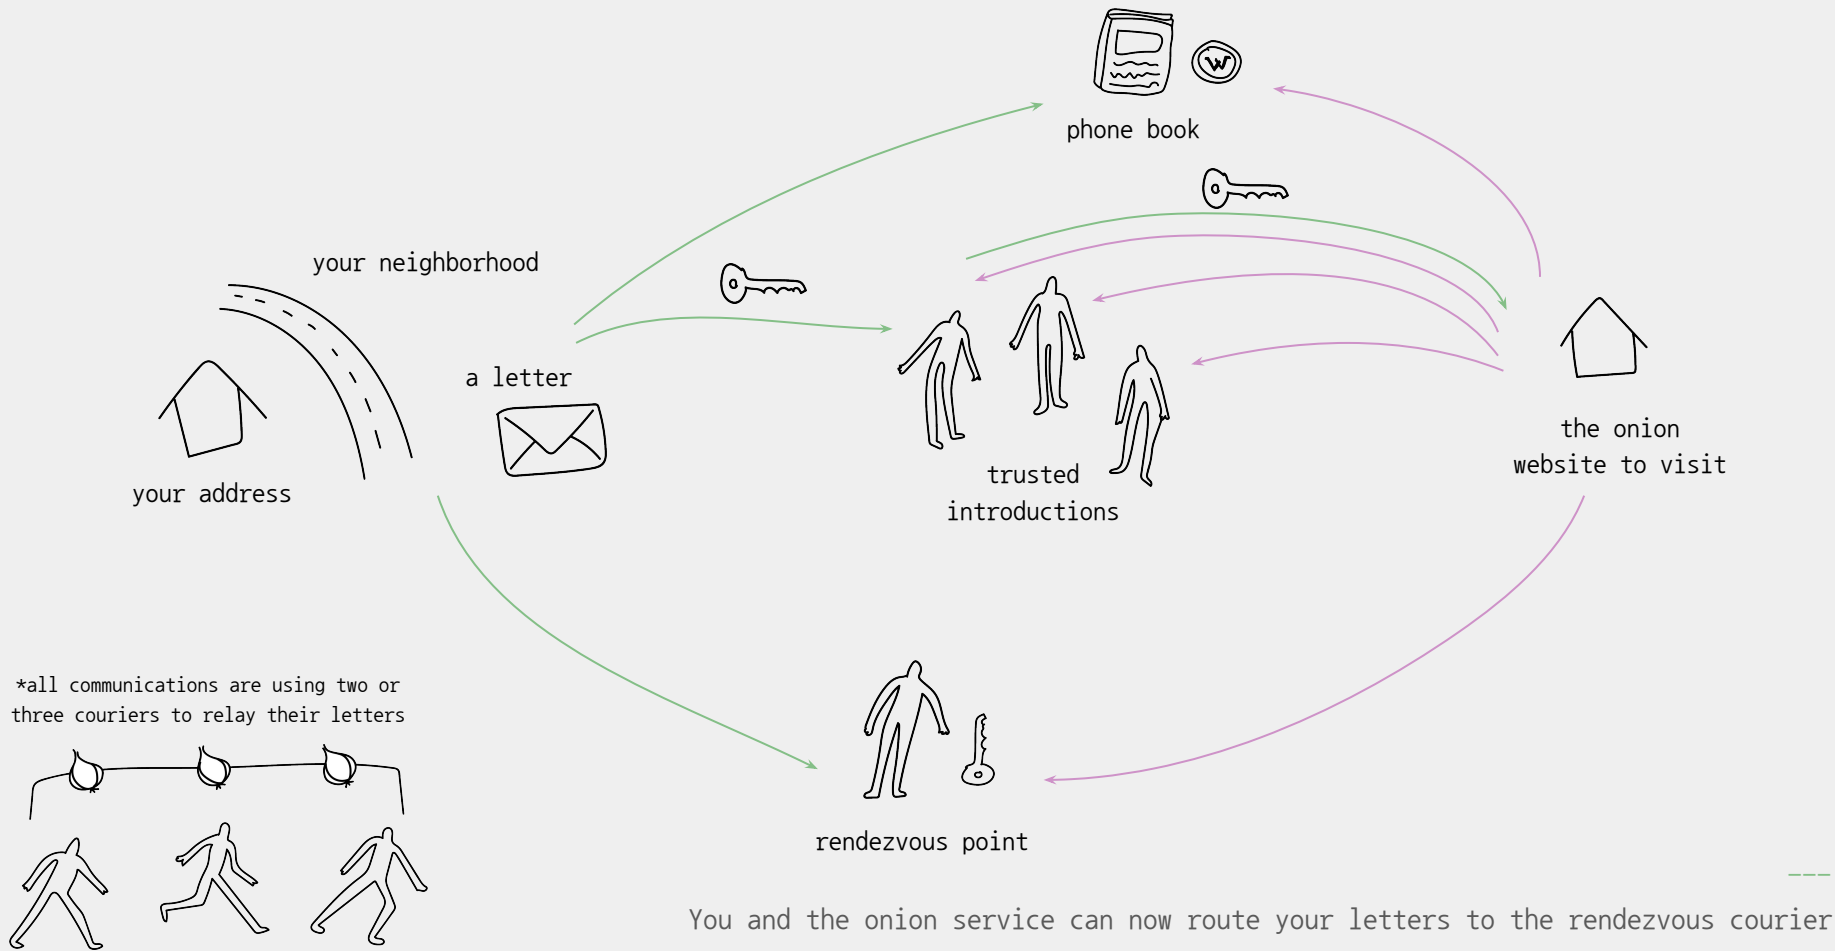 W
phone book
your neighborhood
a letter
your address
trusted
introductions
the onion
website to visit
*all communications are using two or
three couriers to relay their letters
rendezvous point
You and the onion service can now route your letters to the rendezvous courier